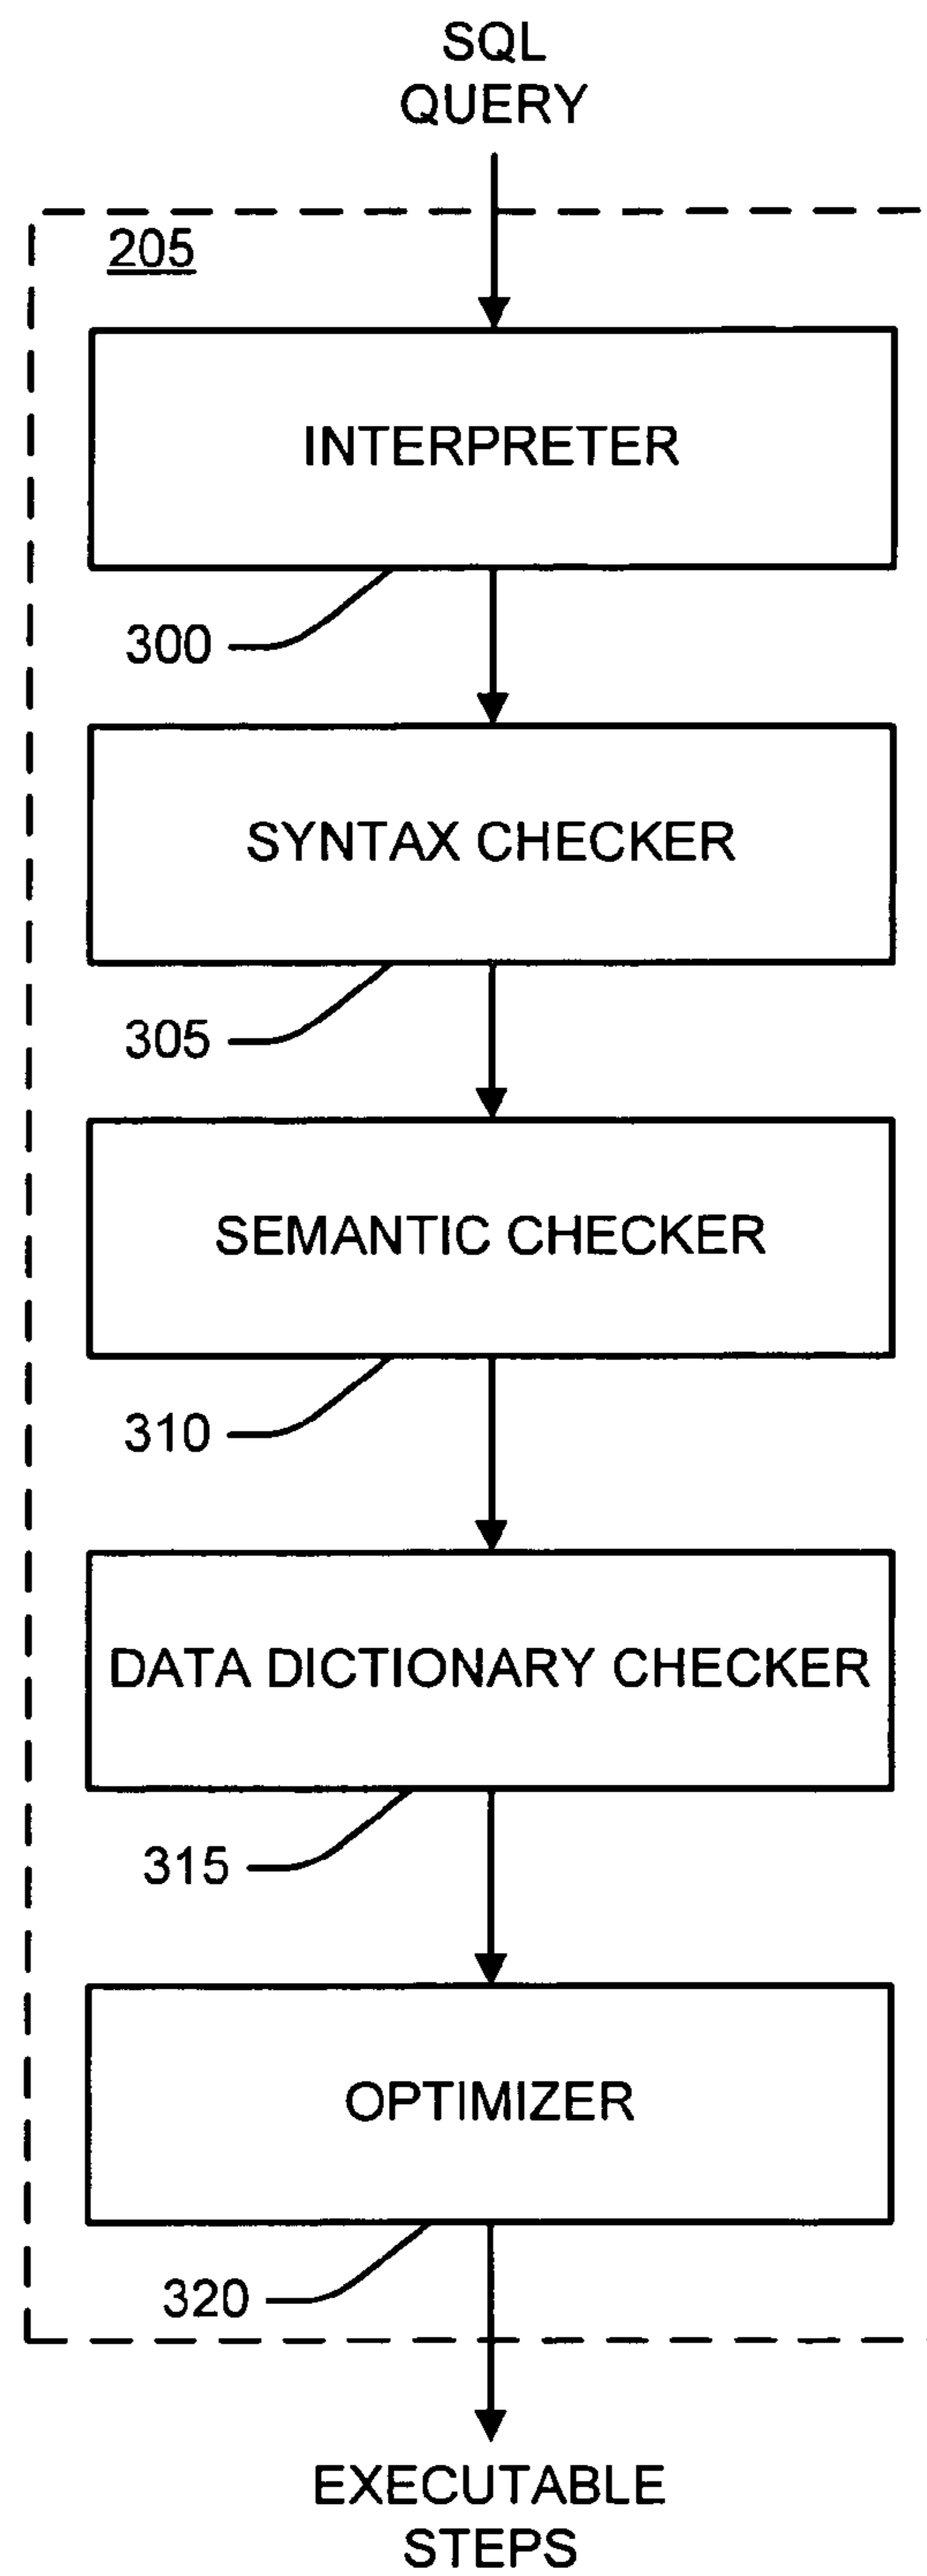 SQL
QUERY
205
INTERPRETER
300
SYNTAX CHECKER
305
SEMANTIC CHECKER
310
DATA DICTIONARY CHECKER
315
OPTIMIZER
320
EXECUTABLE
STEPS